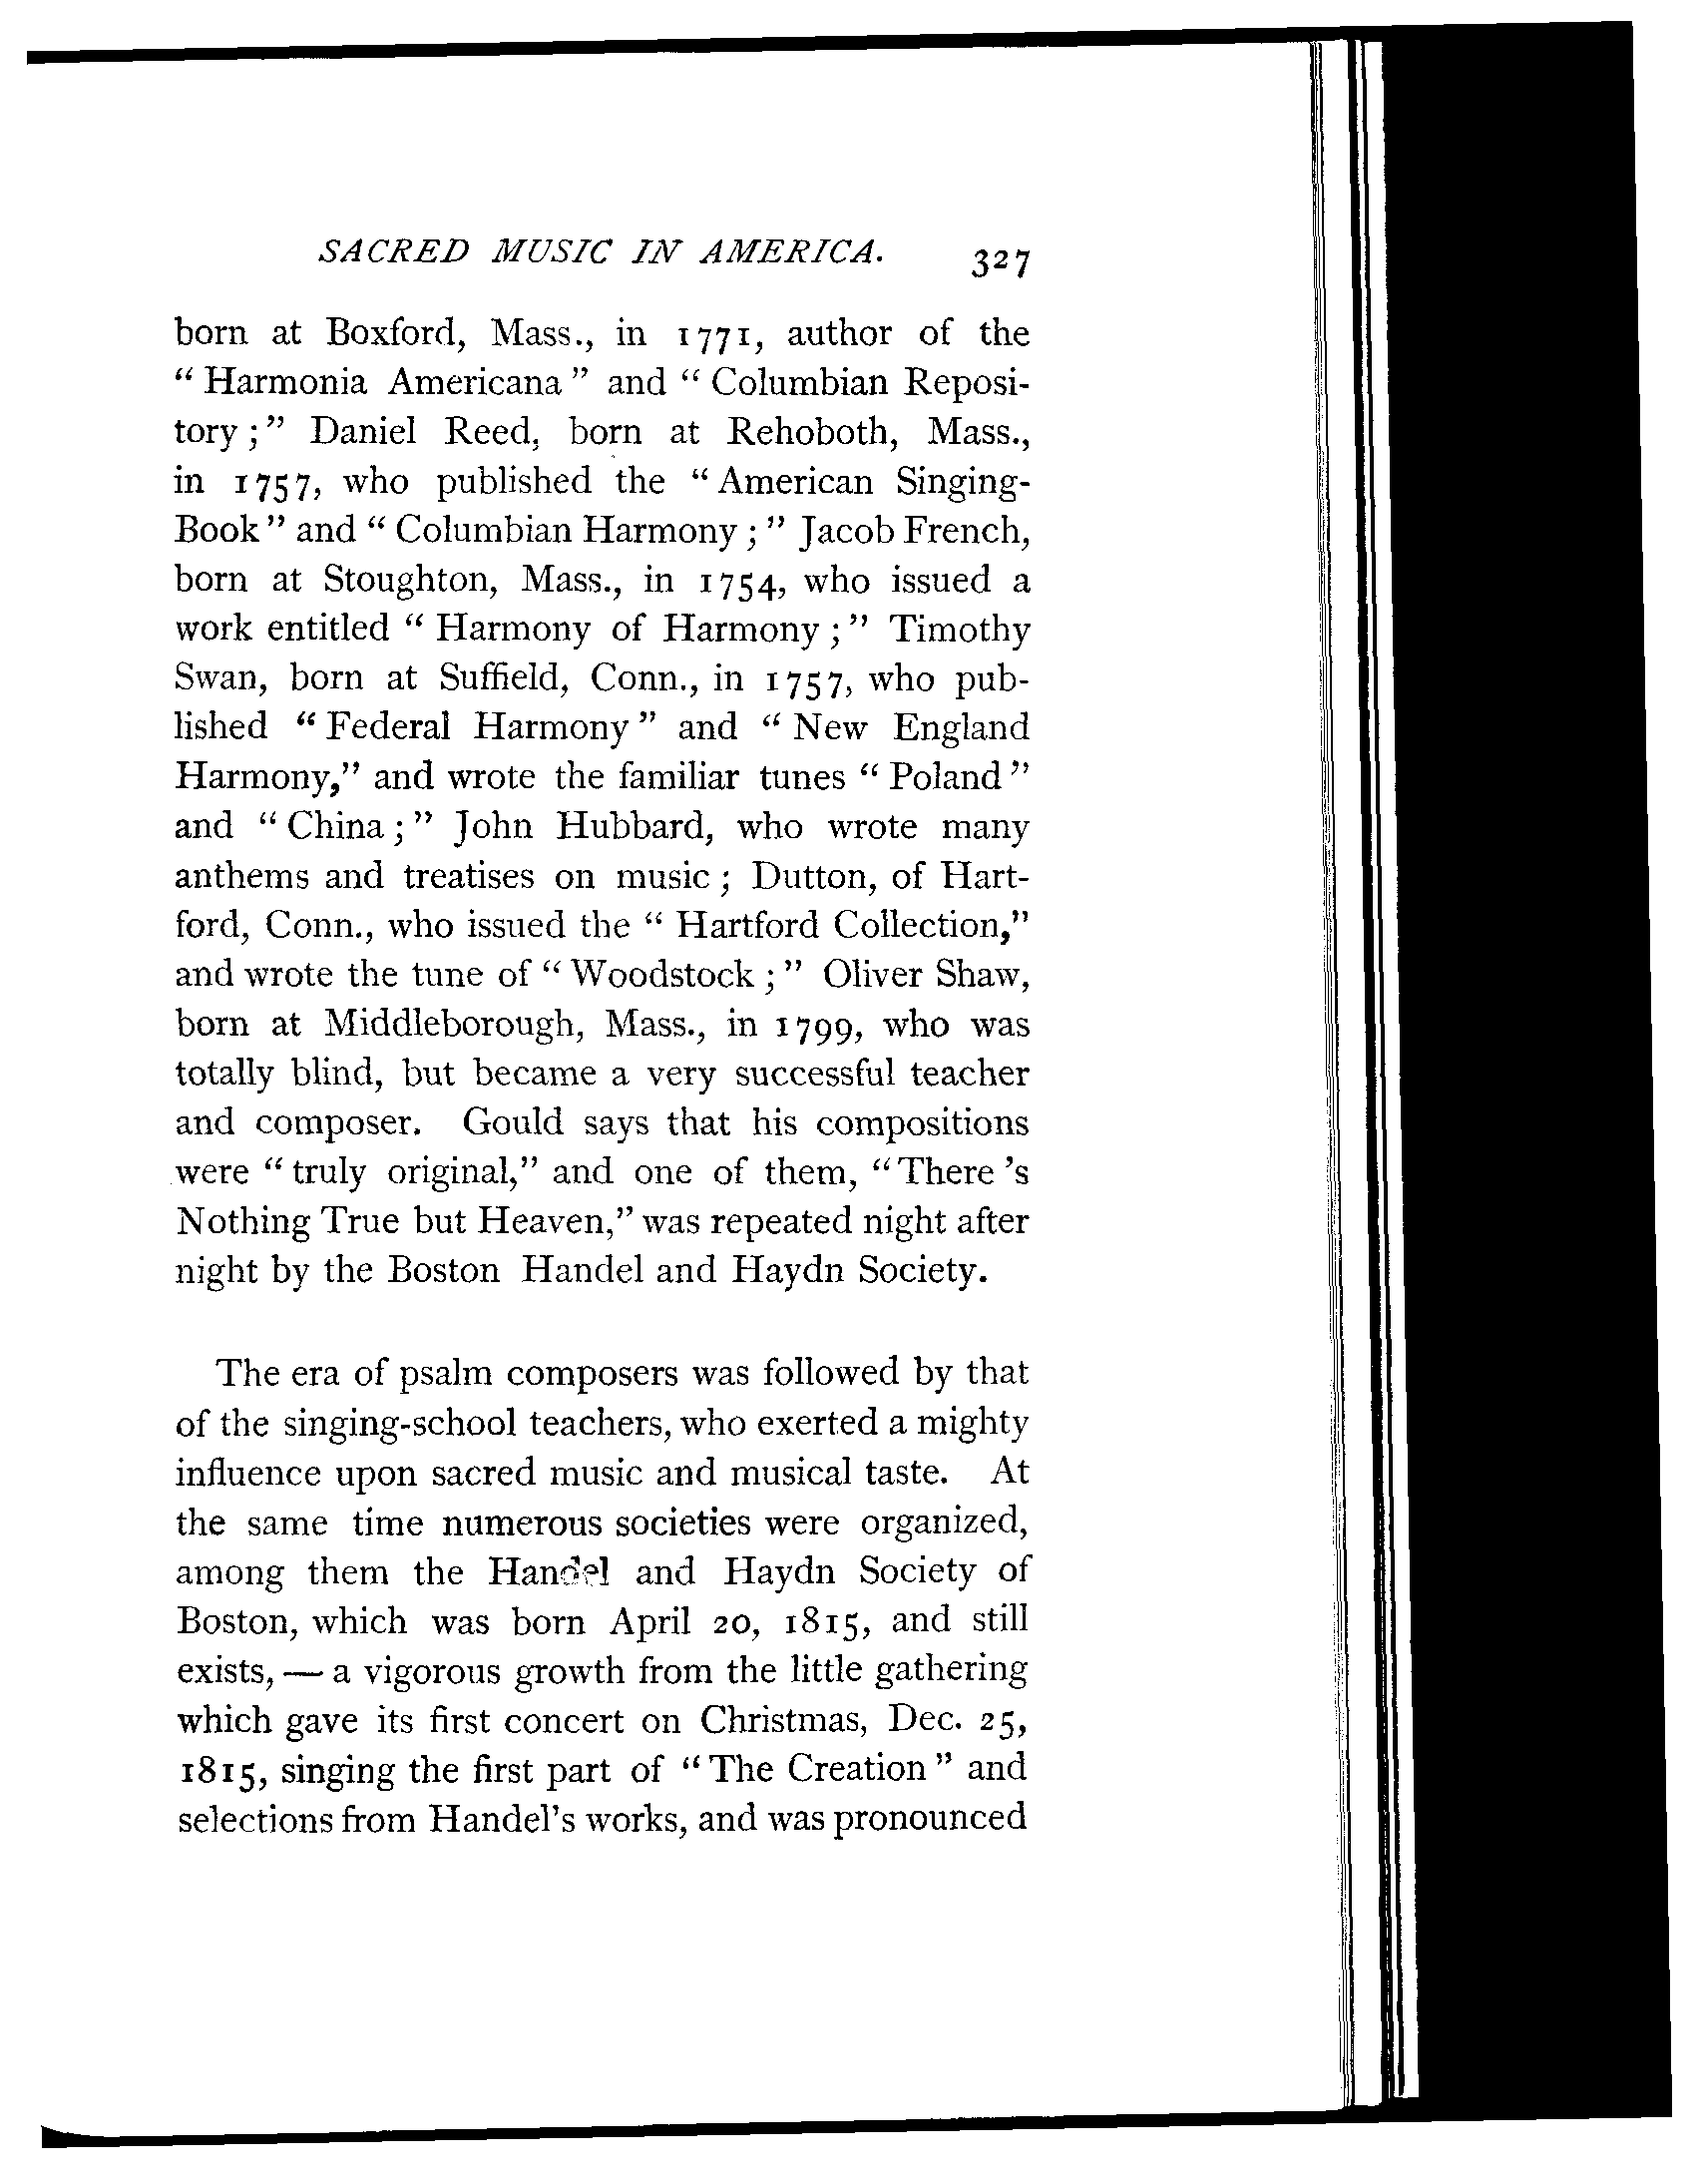 SACRED MUSIC IN AMERICA. 327
born at Boxford, Mass., in 1771, author of the
" Harmonia Americana " and " Columbian Reposi-
tory ; " Daniel Reed, born at Rehoboth, Mass.,
in 1757, who published the " American Singing-
Book " and " Columbian Harmony ; " Jacob French,
born at Stoughton, Mass., in 1754, who issued a
work entitled " Harmony of Harmony ; " Timothy
Swan, born at Suffield, Conn., in 1757, who pub-
lished " Federal Harmony " and " New England
Harmony," and wrote the familiar tunes " Poland "
and " China ; " John Hubbard, who wrote many
anthems and treatises on music ; Dutton, of Hart-
ford, Conn., who issued the " Hartford Collection,"
and wrote the tune of " Woodstock ; " Oliver Shaw,
born at Middleborough, Mass., in 1799, who was
totally blind, but became a very successful teacher
and composer. Gould says that his compositions
were " truly original," and one of them, " There 's
Nothing True but Heaven," was repeated night after
night by the Boston Handel and Haydn Society.
The era of psalm composers was followed by that
of the singing-school teachers, who exerted a mighty
influence upon sacred music and musical taste. At
the same time numerous societies were organized,
among them the Handel and Haydn Society of
Boston, which was born April 20, 1815, and still
exists, — a vigorous growth from the little gathering
which gave its first concert on Christmas, Dec. 25,
1815, singing the first part of " The Creation " and
selections from Handel's works, and was pronounced